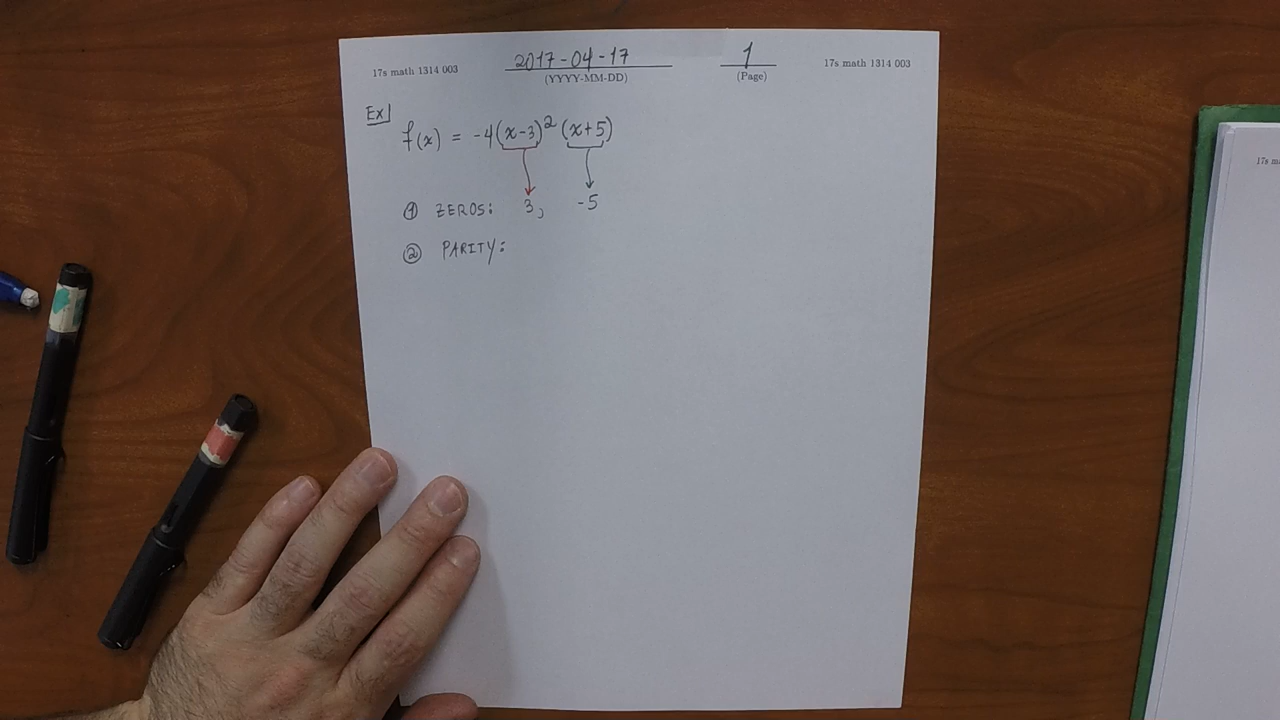 17s math 1314 003 2017-04-17 1 17s math 1314 003
(YYYY-MM-DD) (Page)
Ex
f(x) = -4(x-3)² (x+5)
① ZEROS: 3, -5
② PARITY: